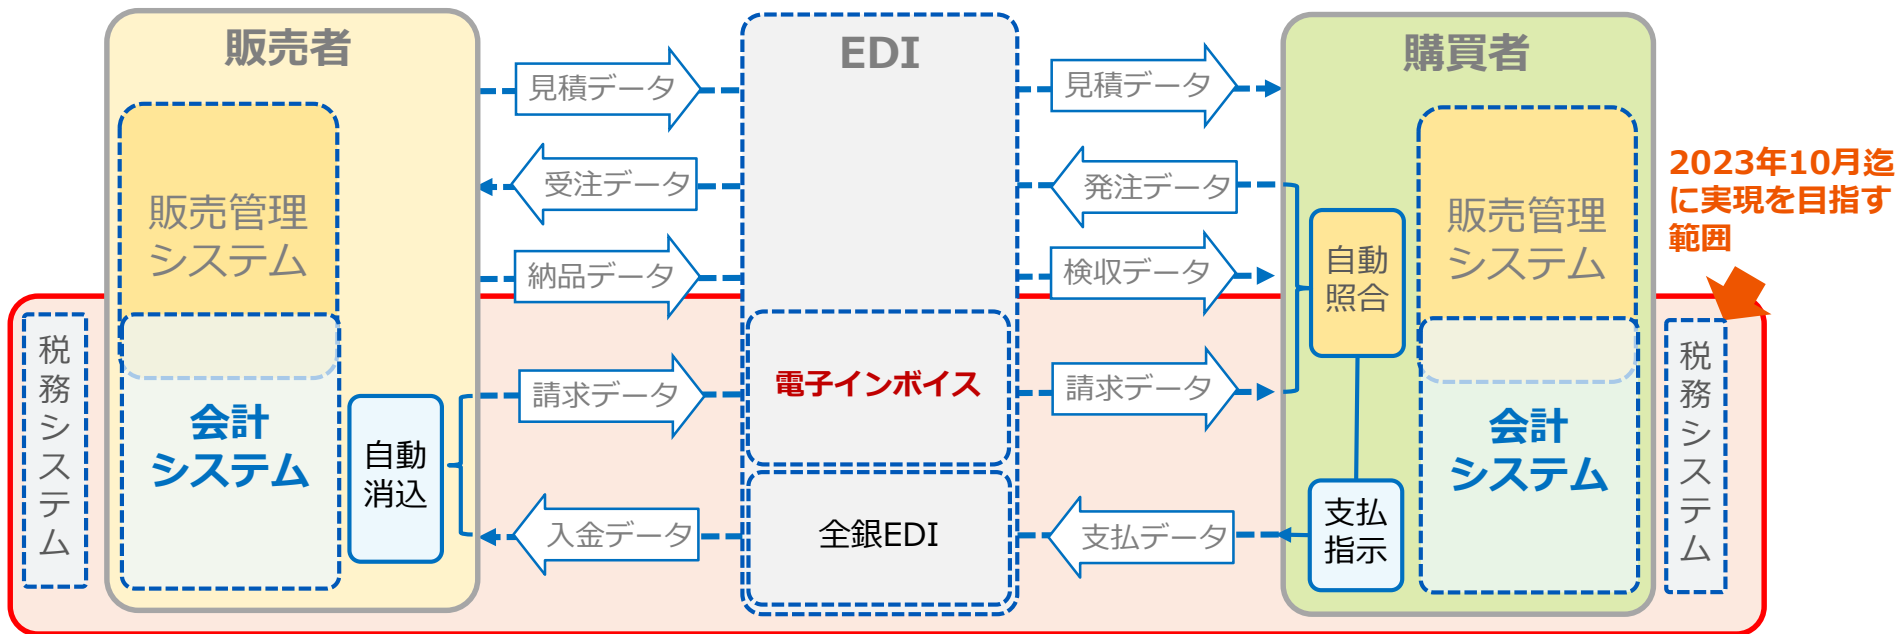 販売者
EDI
購買者
見積データ
見積データ
受注データ
発注データ
納品データ
検収データ
販売管理
システム
販売管理
システム
自動
照合
2023年10月迄
に実現を目指す
範囲
税務システム
会計
システム
自動
消込
請求データ
電子インボイス
請求データ
会計
システム
税務システム
入金データ
全銀EDI
支払データ
支払
指示